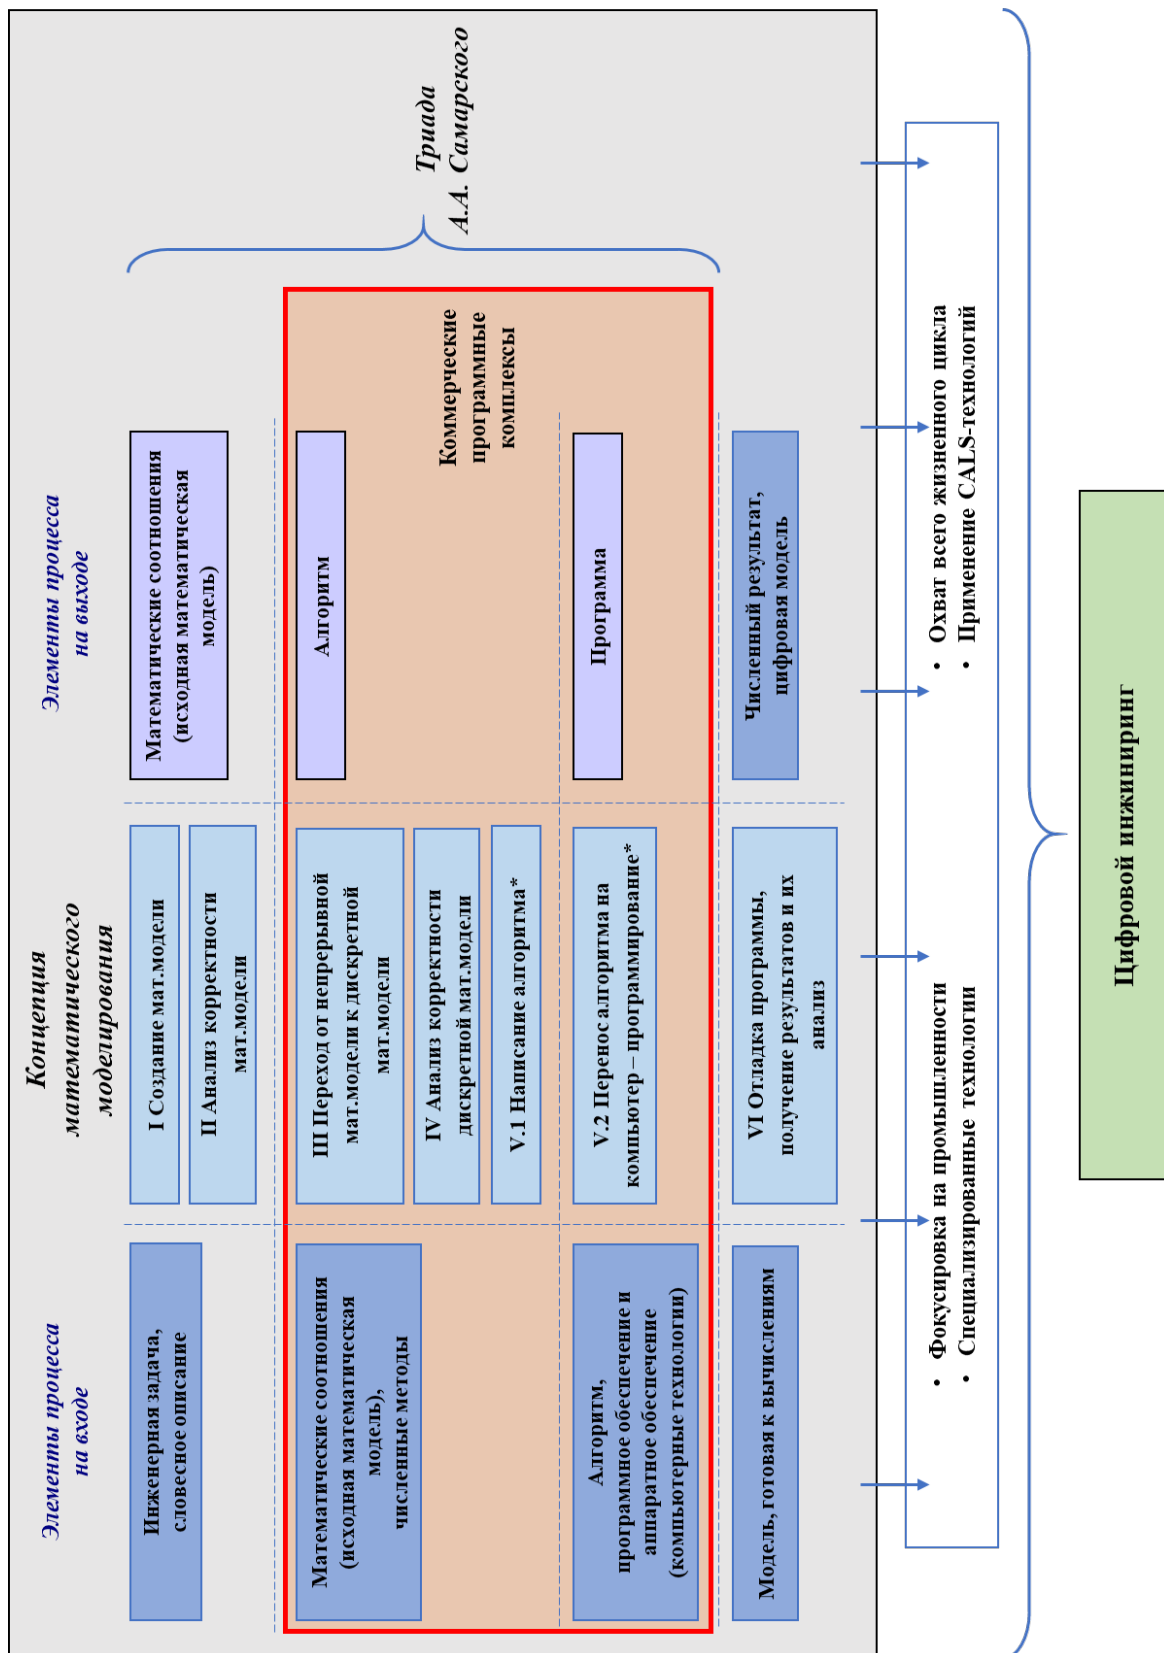 Элементы процесса
на входе
Концепция
математического
моделирования
Элементы процесса
на выходе
Инженерная задача,
словесное описание
I Создание мат.модели
II Анализ корректности
мат.модели
Математические соотношения
(исходная математическая
модель)
Математические соотношения
(исходная математическая
модель),
численные методы
III Переход от непрерывной
мат.модели к дискретной
мат.модели
IV Анализ корректности
дискретной мат.модели
V.1 Написание алгоритма*
Алгоритм
Коммерческие
программные
комплексы
Триада
А.А. Самарского
Алгоритм,
программное обеспечение и
аппаратное обеспечение
(компьютерные технологии)
V.2 Перенос алгоритма на
компьютер – программирование*
Программа
Модель, готовая к вычислениям
VI Отладка программы,
получение результатов и их
анализ
Численный результат,
цифровая модель
• Фокусировка на промышленности
• Специализированные технологии
• Охват всего жизненного цикла
• Применение CALS-технологий
Цифровой инжиниринг